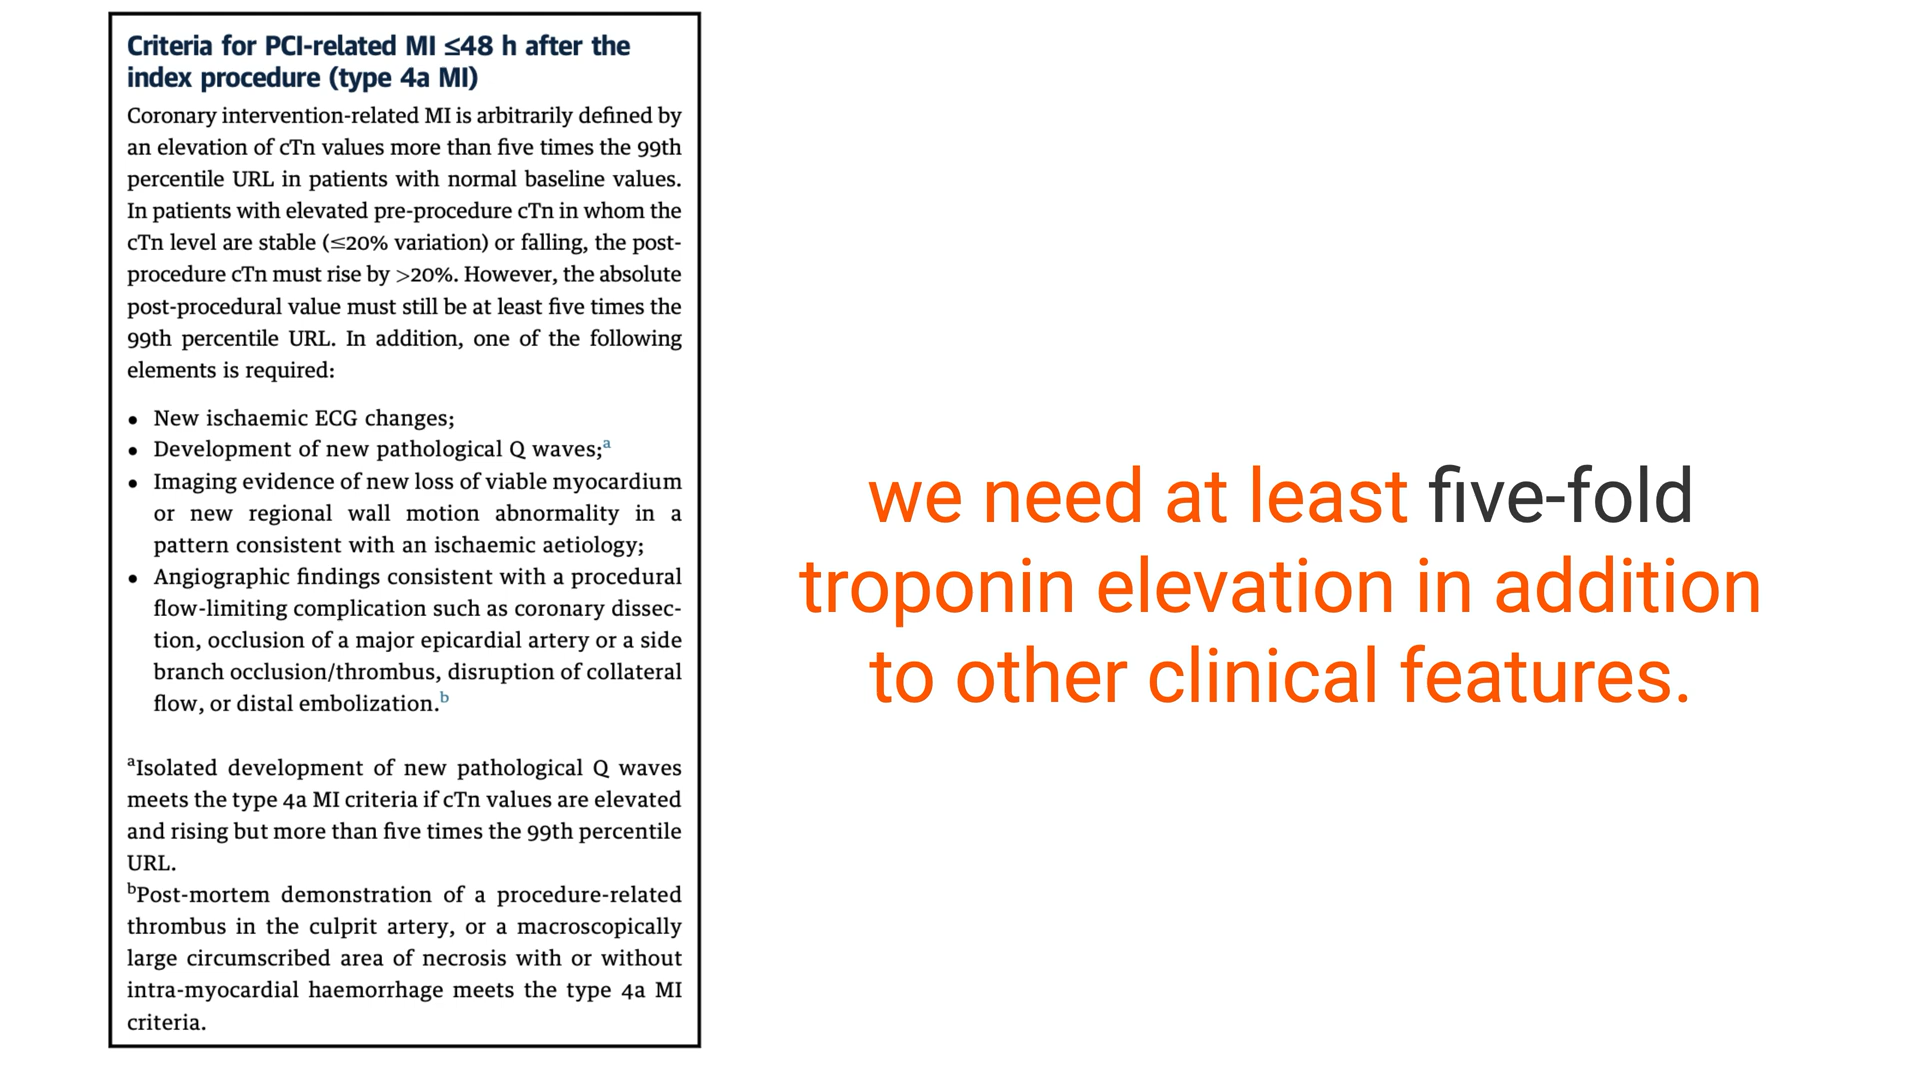 Criteria for PCI-related MI ≤48 h after the
index procedure (type 4a MI)
Coronary intervention-related MI is arbitrarily defined by
an elevation of cTn values more than five times the 99th
percentile URL in patients with normal baseline values.
In patients with elevated pre-procedure cTn in whom the
cTn level are stable (≤20% variation) or falling, the post-
procedure cTn must rise by >20%. However, the absolute
post-procedural value must still be at least five times the
99th percentile URL. In addition, one of the following
elements is required:
• New ischaemic ECG changes;
• Development of new pathological Q waves;a
• Imaging evidence of new loss of viable myocardium
or new regional wall motion abnormality in a
pattern consistent with an ischaemic aetiology;
• Angiographic findings consistent with a procedural
flow-limiting complication such as coronary dissec-
tion, occlusion of a major epicardial artery or a side
branch occlusion/thrombus, disruption of collateral
flow, or distal embolization.b
aIsolated development of new pathological Q waves
meets the type 4a MI criteria if cTn values are elevated
and rising but more than five times the 99th percentile
URL.
bPost-mortem demonstration of a procedure-related
thrombus in the culprit artery, or a macroscopically
large circumscribed area of necrosis with or without
intra-myocardial haemorrhage meets the type 4a MI
criteria.
we need at least five-fold
troponin elevation in addition
to other clinical features.